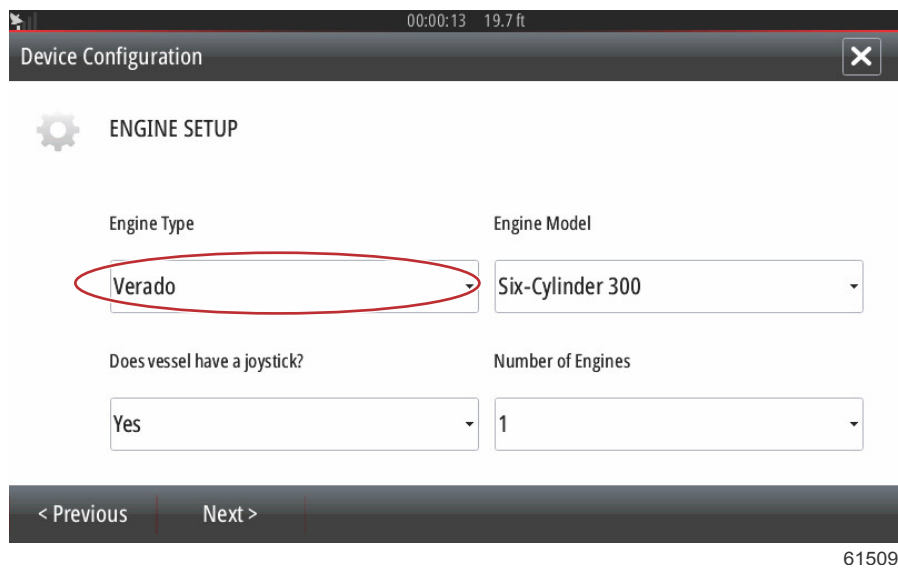 00:00:13 19.7 ft
Device Configuration
ENGINE SETUP
Engine Type Engine Model
Verado Six-Cylinder 300
Does vessel have a joystick? Number of Engines
Yes 1
< Previous Next >
61509